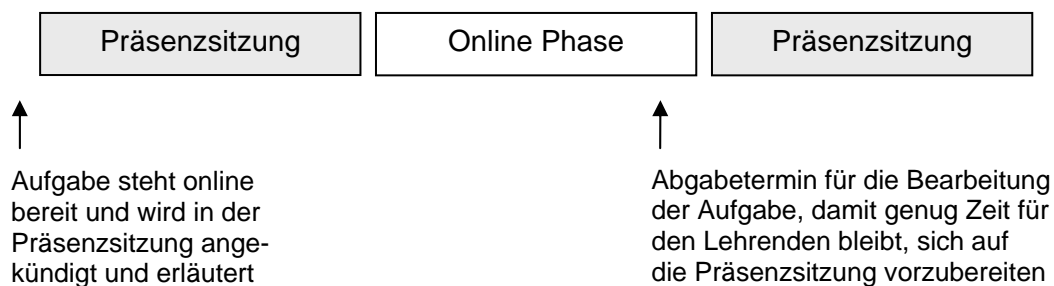 Präsenzsitzung
Online Phase
Präsenzsitzung
Aufgabe steht online
bereit und wird in der
Präsenzsitzung ange-
kündigt und erläutert
Abgabetermin für die Bearbeitung
der Aufgabe, damit genug Zeit für
den Lehrenden bleibt, sich auf
die Präsenzsitzung vorzubereiten